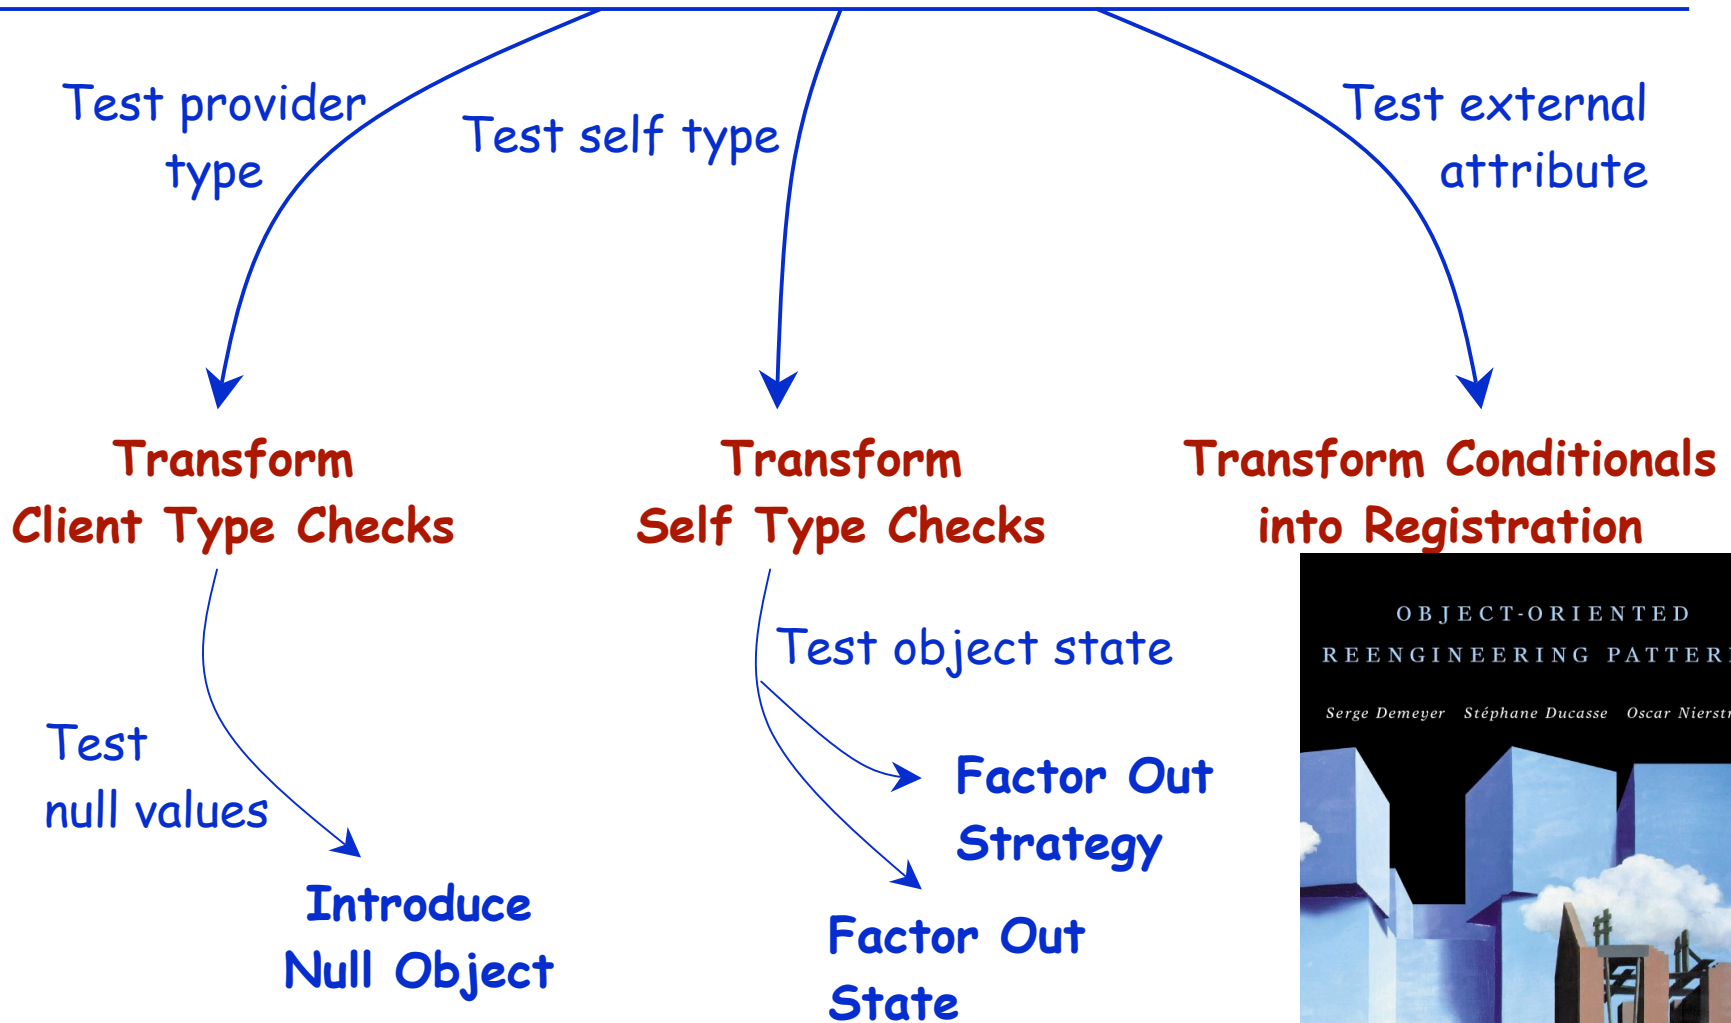 Test provider
type
Test self type
Test external
attribute
Transform
Client Type Checks
Transform
Self Type Checks
Transform Conditionals
into Registration
Test
null values
Introduce
Null Object
Test object state
Factor Out
Strategy
Factor Out
State
OBJECT-ORIENTED
REENGINEERING
Serge Demeyer Stéphane Ducasse Oscar